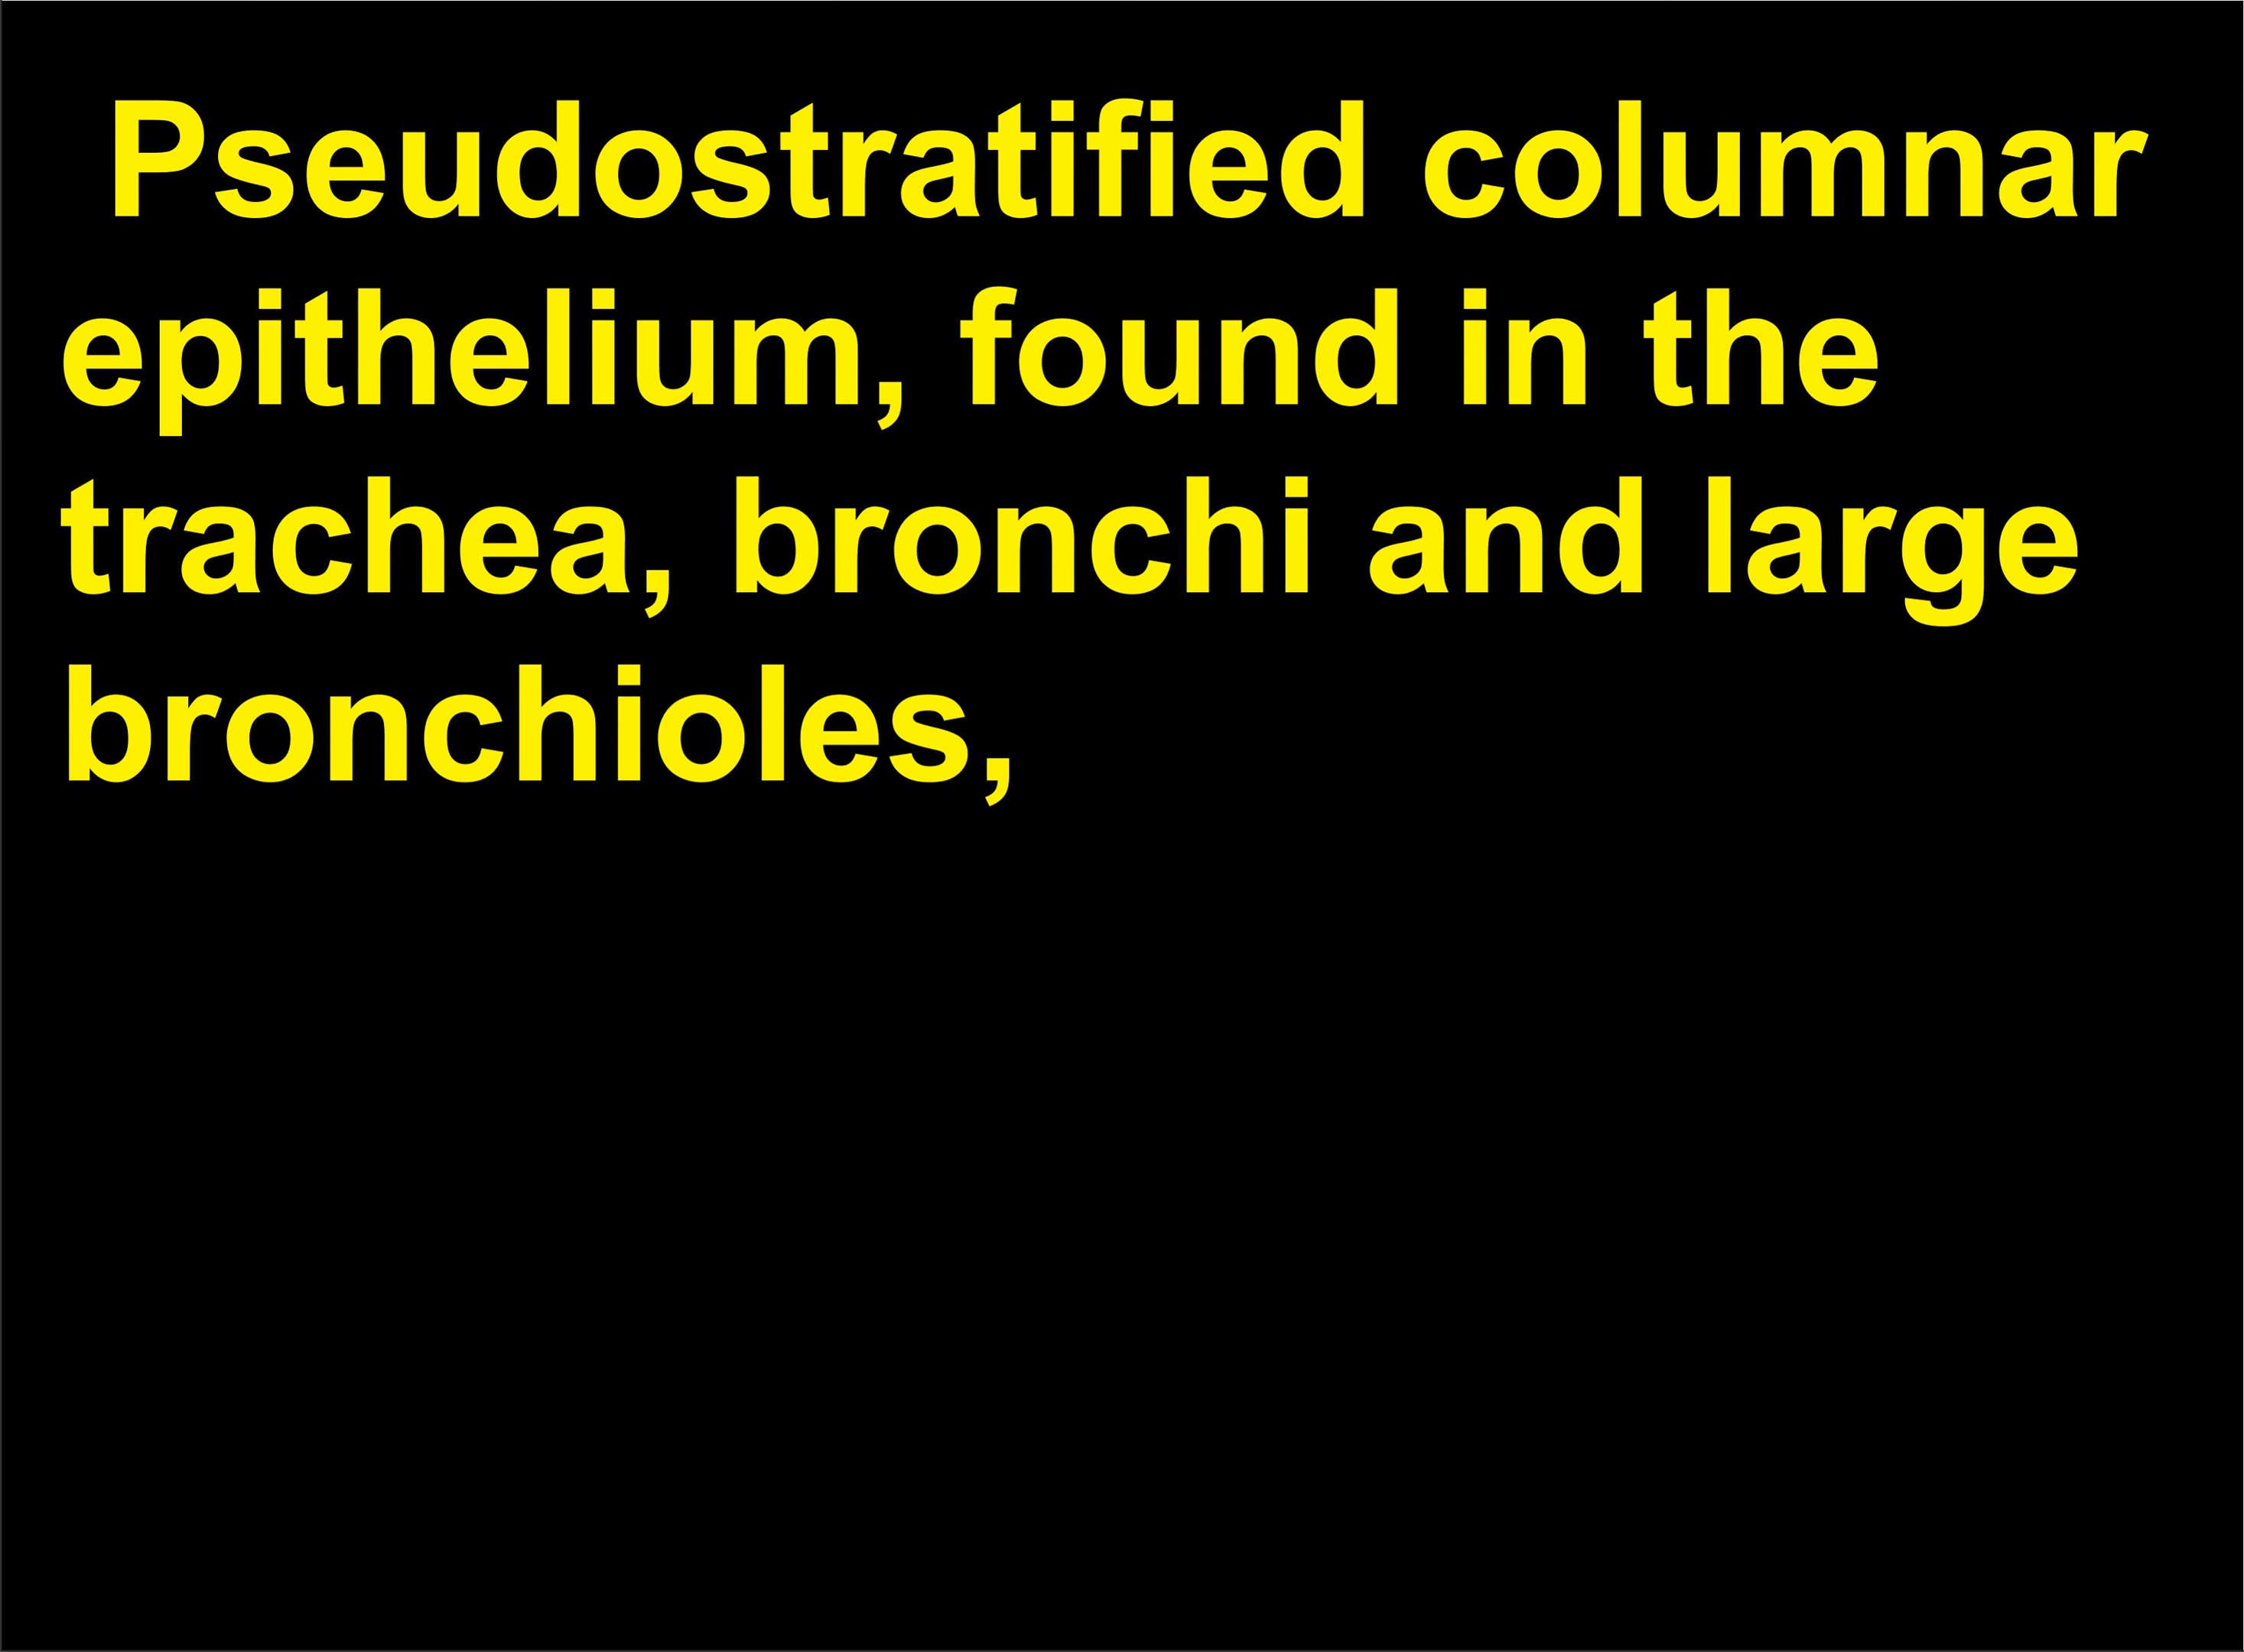 Pseudostratified columnar
epithelium, found in the
trachea, bronchi and large
bronchioles,